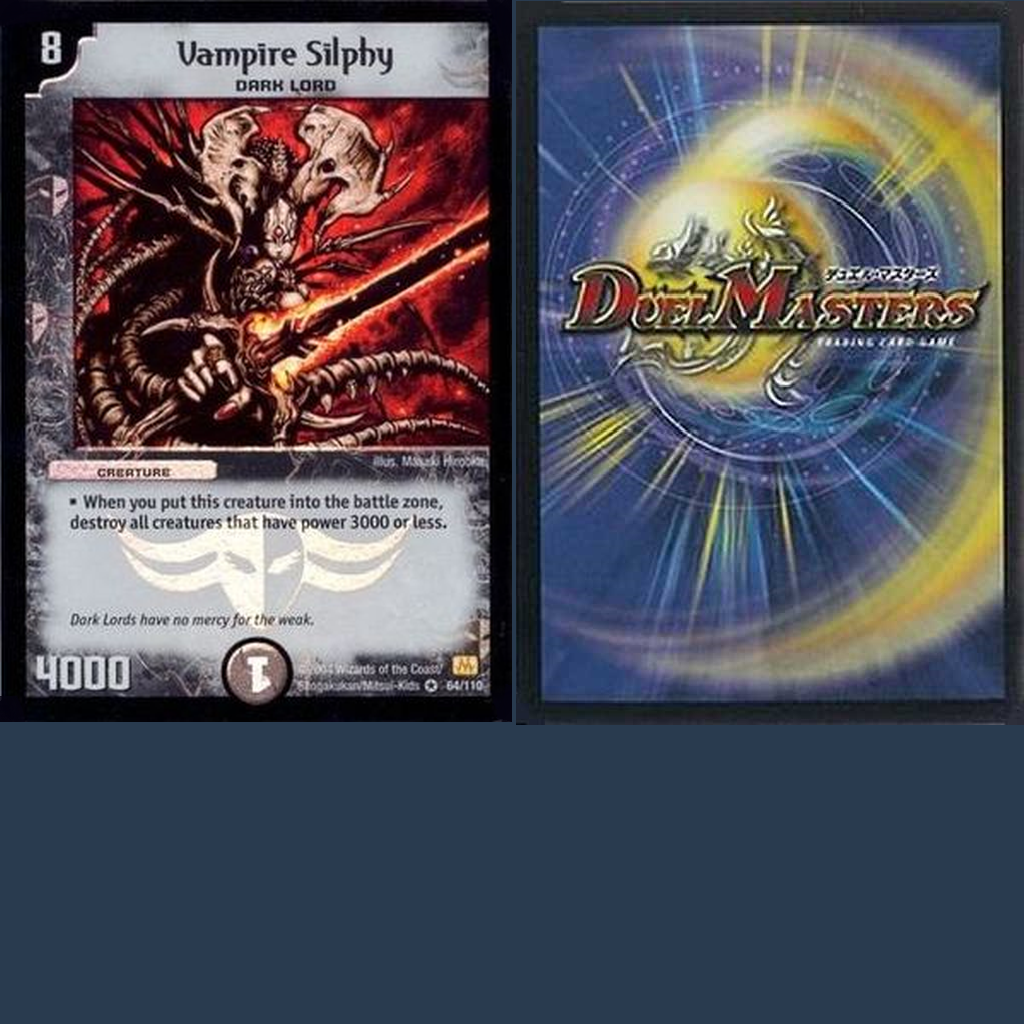 8
Vampire Silphy
DARK LORD
Illus. Masaki Hirooka
CREATURE
▪ When you put this creature into the battle zone,
destroy all creatures that have power 3000 or less.
Dark Lords have no mercy for the weak.
4000
1
©2004 Wizards of the Coast/
Shogakukan/Mitsui-Kids ✪ 64/110
デュエル・マスターズ
DUEL MASTERS
TRADING CARD GAME